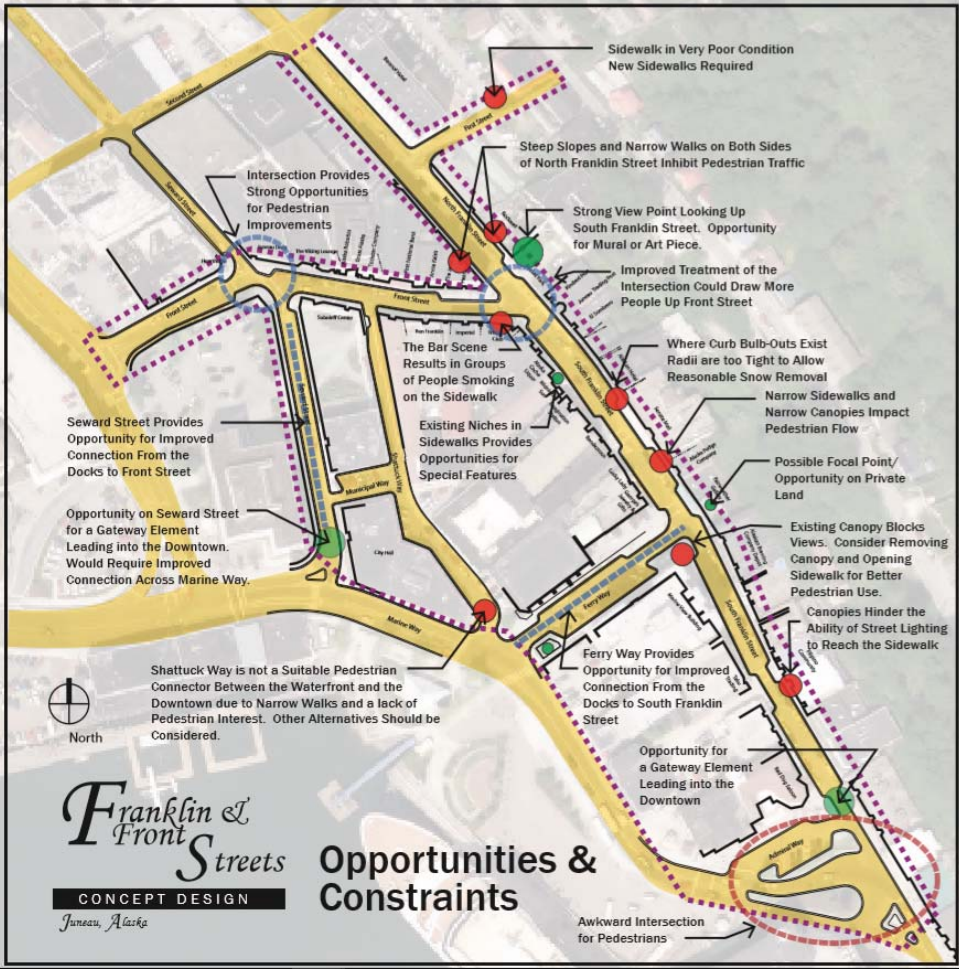 Sidewalk in Very Poor Condition
New Sidewalks Required
Second Street
First Street
Steep Slopes and Narrow Walks on Both Sides
of North Franklin Street Inhibit Pedestrian Traffic
Intersection Provides
Strong Opportunities
for Pedestrian
Improvements
Seward Street
North Franklin Street
Strong View Point Looking Up
South Franklin Street. Opportunity
for Mural or Art Piece.
Improved Treatment of the
Intersection Could Draw More
People Up Front Street
Front Street
Front Street
The Bar Scene
Results in Groups
of People Smoking
on the Sidewalk
Where Curb Bulb-Outs Exist
Radii are too Tight to Allow
Reasonable Snow Removal
South Franklin Street
Narrow Sidewalks and
Narrow Canopies Impact
Pedestrian Flow
Existing Niches in
Sidewalks Provides
Opportunities for
Special Features
Seward Street Provides
Opportunity for Improved
Connection From the
Docks to Front Street
Shattuck Way
Municipal Way
Possible Focal Point/
Opportunity on Private
Land
Opportunity on Seward Street
for a Gateway Element
Leading into the Downtown.
Would Require Improved
Connection Across Marine Way.
City Hall
Existing Canopy Blocks
Views. Consider Removing
Canopy and Opening
Sidewalk for Better
Pedestrian Use.
Ferry Way
Marine Way
South Franklin Street
Canopies Hinder the
Ability of Street Lighting
to Reach the Sidewalk
Shattuck Way is not a Suitable Pedestrian
Connector Between the Waterfront and the
Downtown due to Narrow Walks and a lack of
Pedestrian Interest. Other Alternatives Should be
Considered.
Ferry Way Provides
Opportunity for Improved
Connection From the
Docks to South Franklin
Street
North
Opportunity for
a Gateway Element
Leading into the
Downtown
Admiral Way
Franklin &
Front
Streets
CONCEPT DESIGN
Juneau, Alaska
Opportunities &
Constraints
Awkward Intersection
for Pedestrians